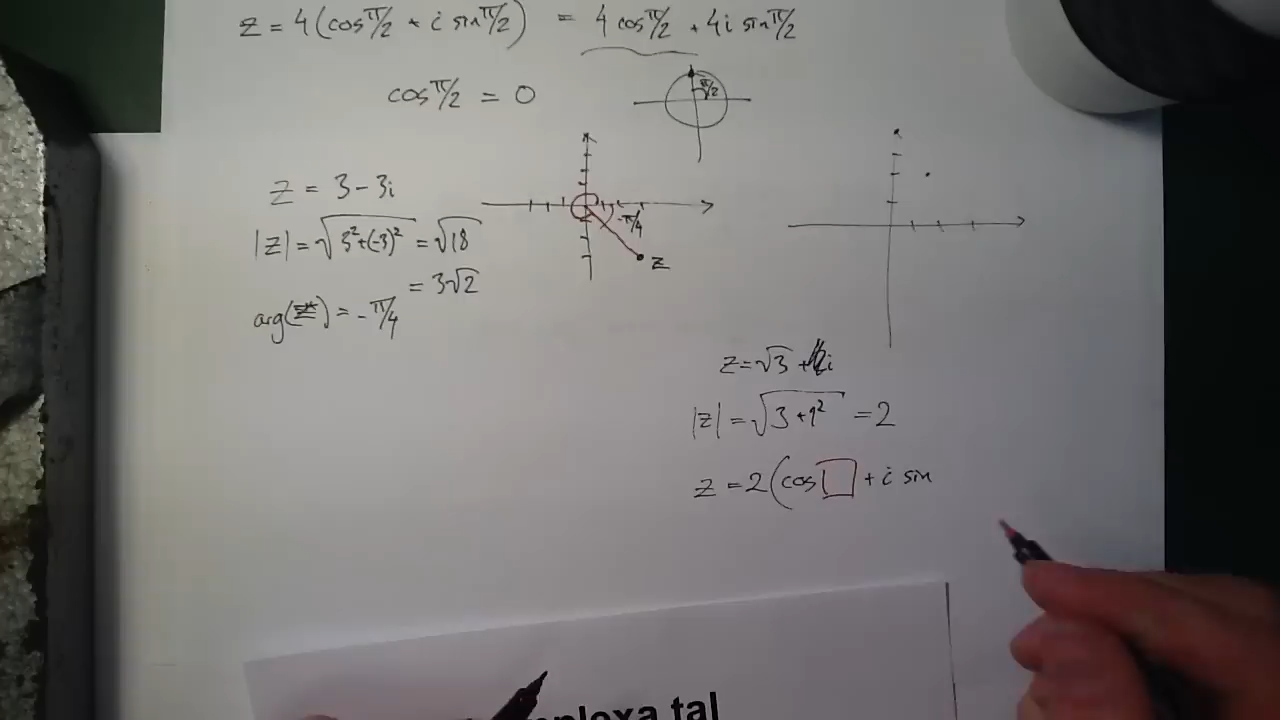 z = 4(cos π/2 + i sin π/2) = 4 cos π/2 + 4i sin π/2
cos π/2 = 0
π/2
z = 3 - 3i
|z| = √(3²+(-3)²) = √18
= 3√2
arg(z) = -π/4
-π/4
z
z = √3 + i
|z| = √(3+1²) = 2
z = 2(cos □ + i sin
tal